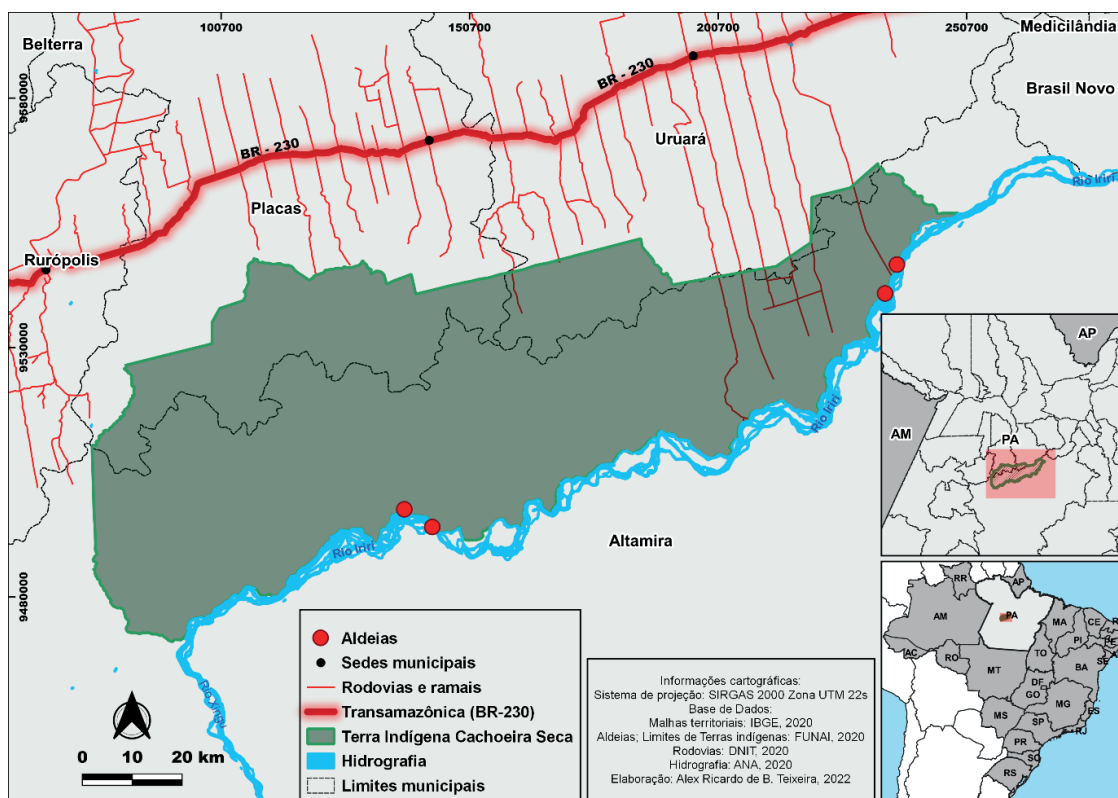 100700
150700
200700
250700
Medicilândia
Belterra
Brasil Novo
BR - 230
9580000
Uruará
BR - 230
Rio Iriri
Placas
Rurópolis
9530000
Rio Iriri
AP
AM
PA
Altamira
Rio Iriri
9480000
Rio Xingu
0 10 20 km
Aldeias
Sedes municipais
Rodovias e ramais
Transamazônica (BR-230)
Terra Indígena Cachoeira Seca
Hidrografia
Limites municipais
Informações cartográficas:
Sistema de projeção: SIRGAS 2000 Zona UTM 22s
Base de Dados:
Malhas territoriais: IBGE, 2020
Aldeias; Limites de Terras indígenas: FUNAI, 2020
Rodovias: DNIT, 2020
Hidrografia: ANA, 2020
Elaboração: Alex Ricardo de B. Teixeira, 2022
RR
AP
AM
PA
MA
CE
PI
AC
RO
TO
SE
MT
BA
DF
GO
MG
ES
MS
SP
RJ
PR
SC
RS